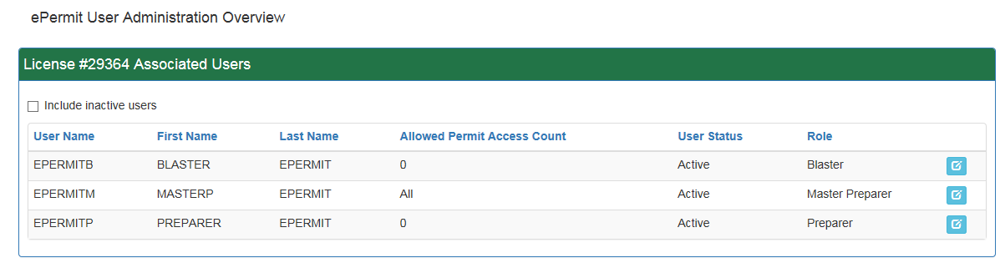 ePermit User Administration Overview
License #29364 Associated Users
Include inactive users
User Name First Name Last Name Allowed Permit Access Count User Status Role
EPERMITB BLASTER EPERMIT 0 Active Blaster
EPERMITM MASTERP EPERMIT All Active Master Preparer
EPERMITP PREPARER EPERMIT 0 Active Preparer